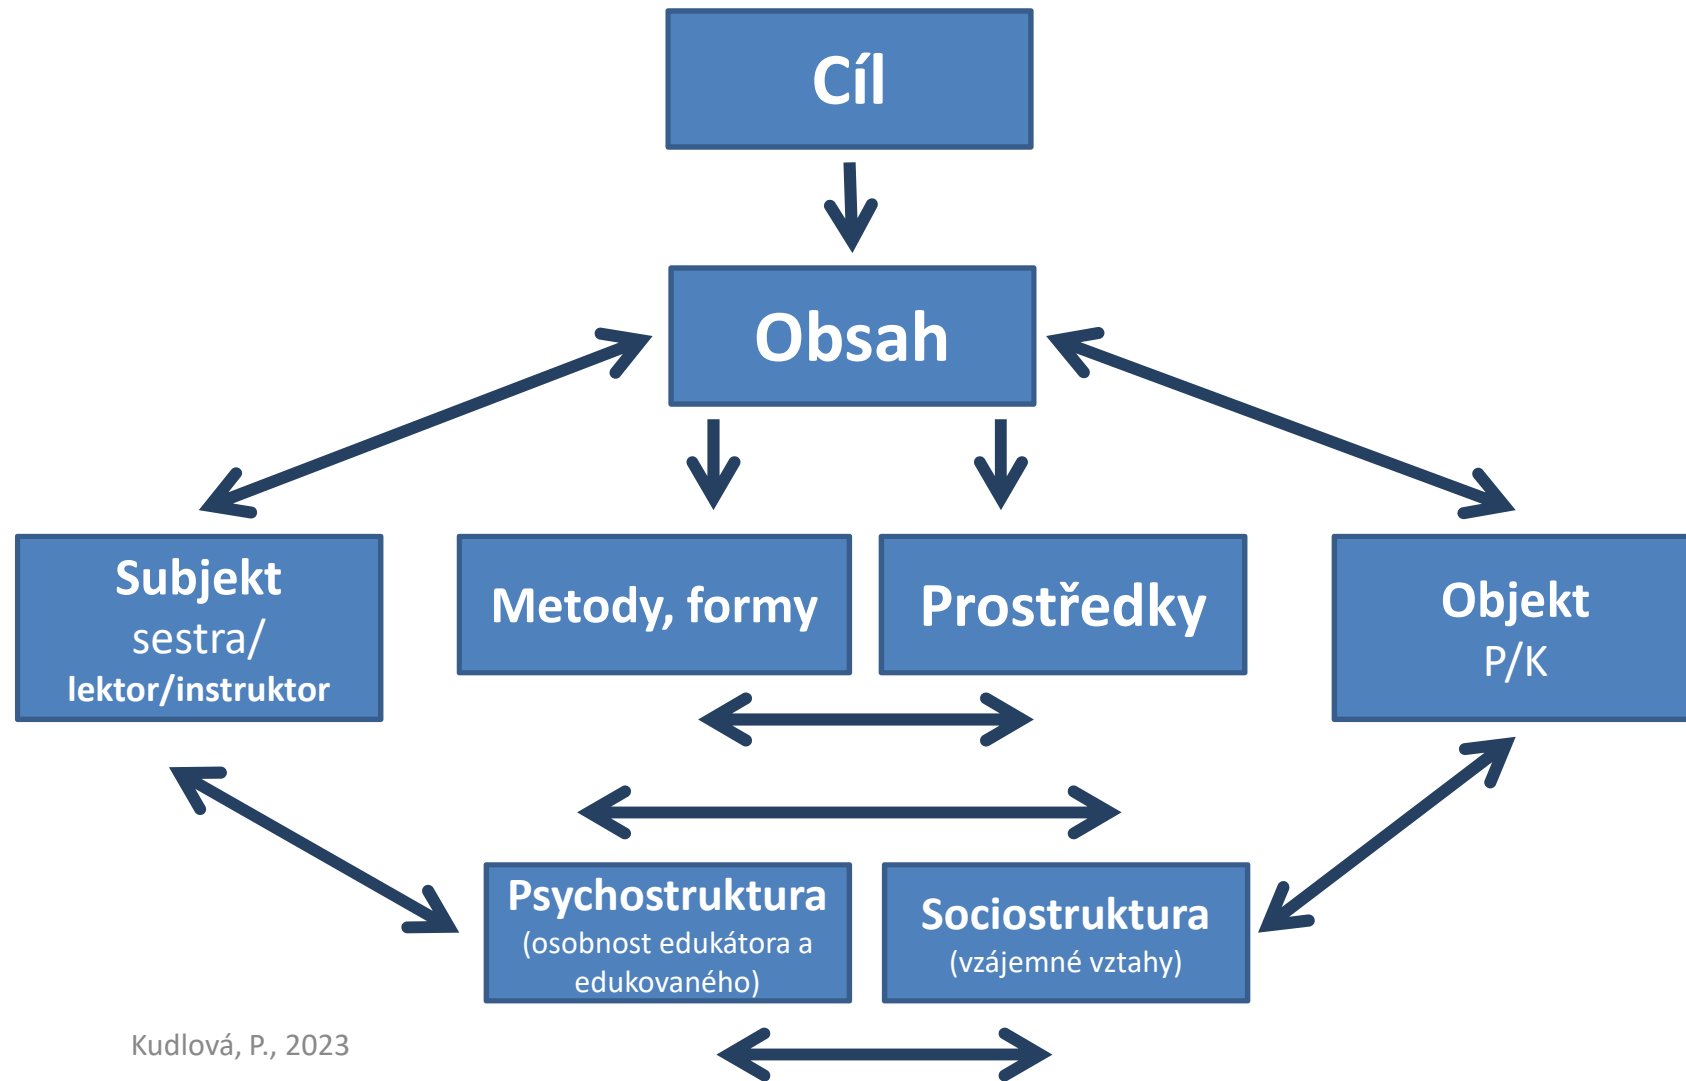 Cíl
Obsah
Subjekt
sestra/
lektor/instruktor
Metody, formy
Prostředky
Objekt
P/K
Psychostruktura
(osobnost edukátora a
edukovaného)
Sociostruktura
(vzájemné vztahy)
Kudlová, P., 2023